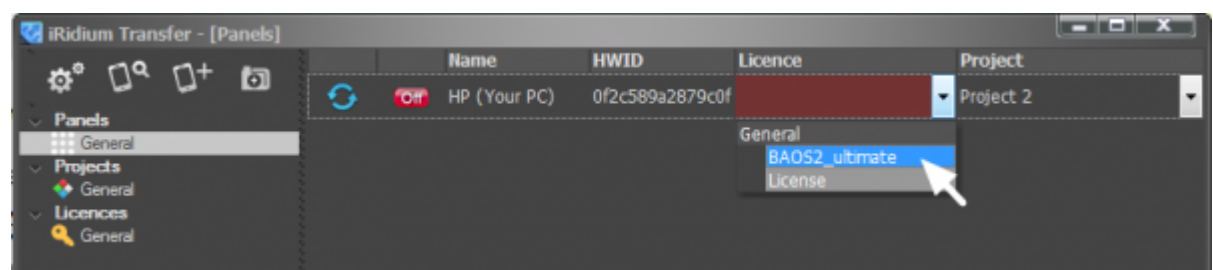 iRidium Transfer - [Panels]
Name HWID Licence Project
Off HP (Your PC) 0f2c589a2879c0f Project 2
Panels
General
Projects
General
Licences
General
General
BAOS2_ultimate
License